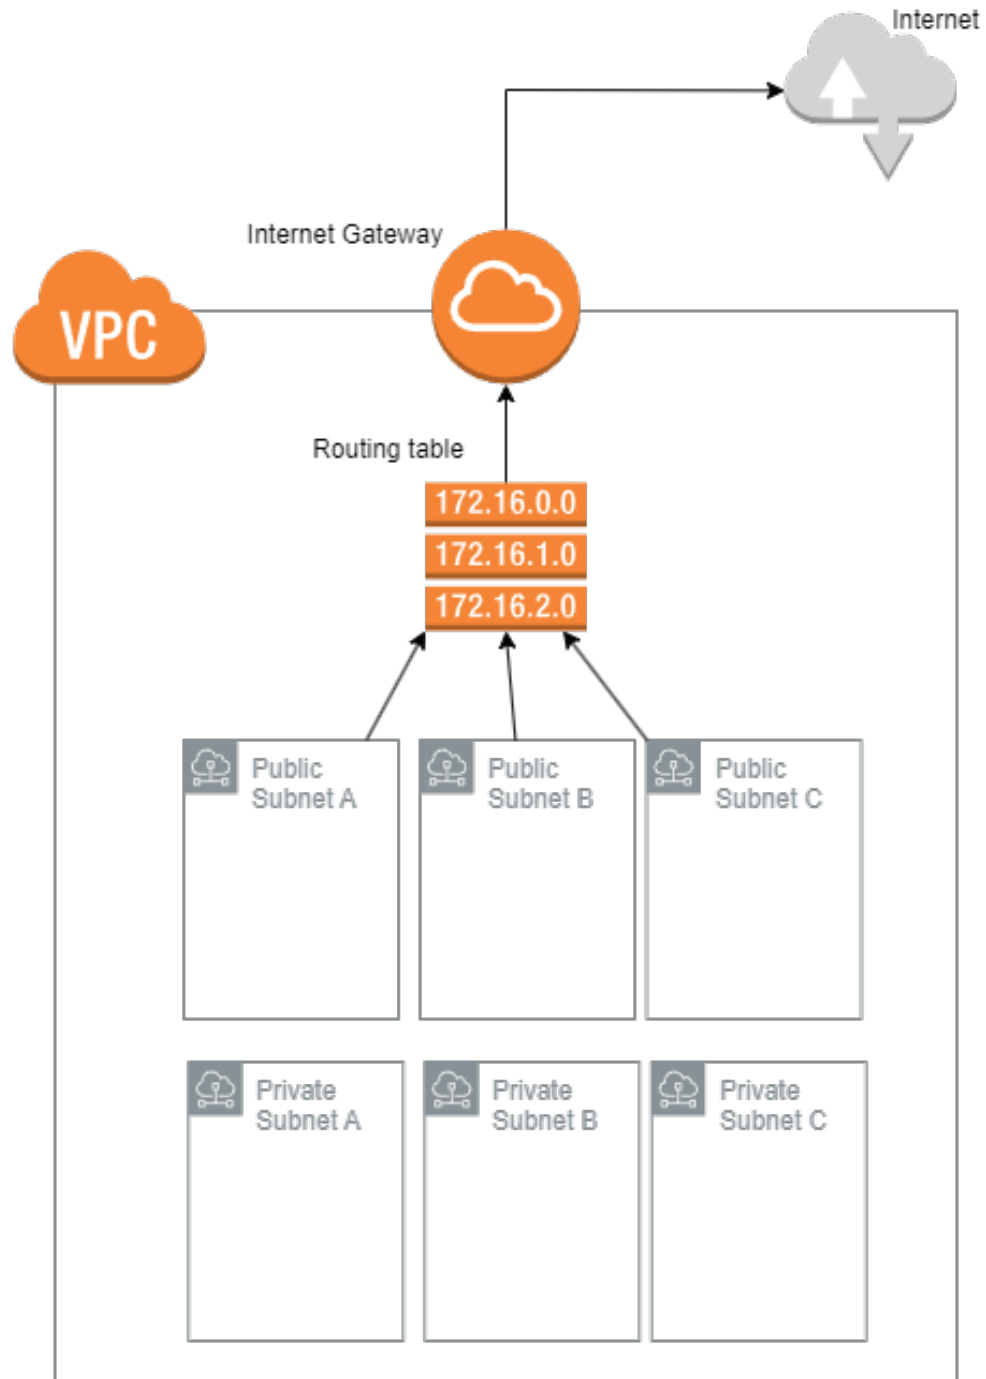 Internet
Internet Gateway
VPC
Routing table
172.16.0.0
172.16.1.0
172.16.2.0
Public
Subnet A
Public
Subnet B
Public
Subnet C
Private
Subnet A
Private
Subnet B
Private
Subnet C